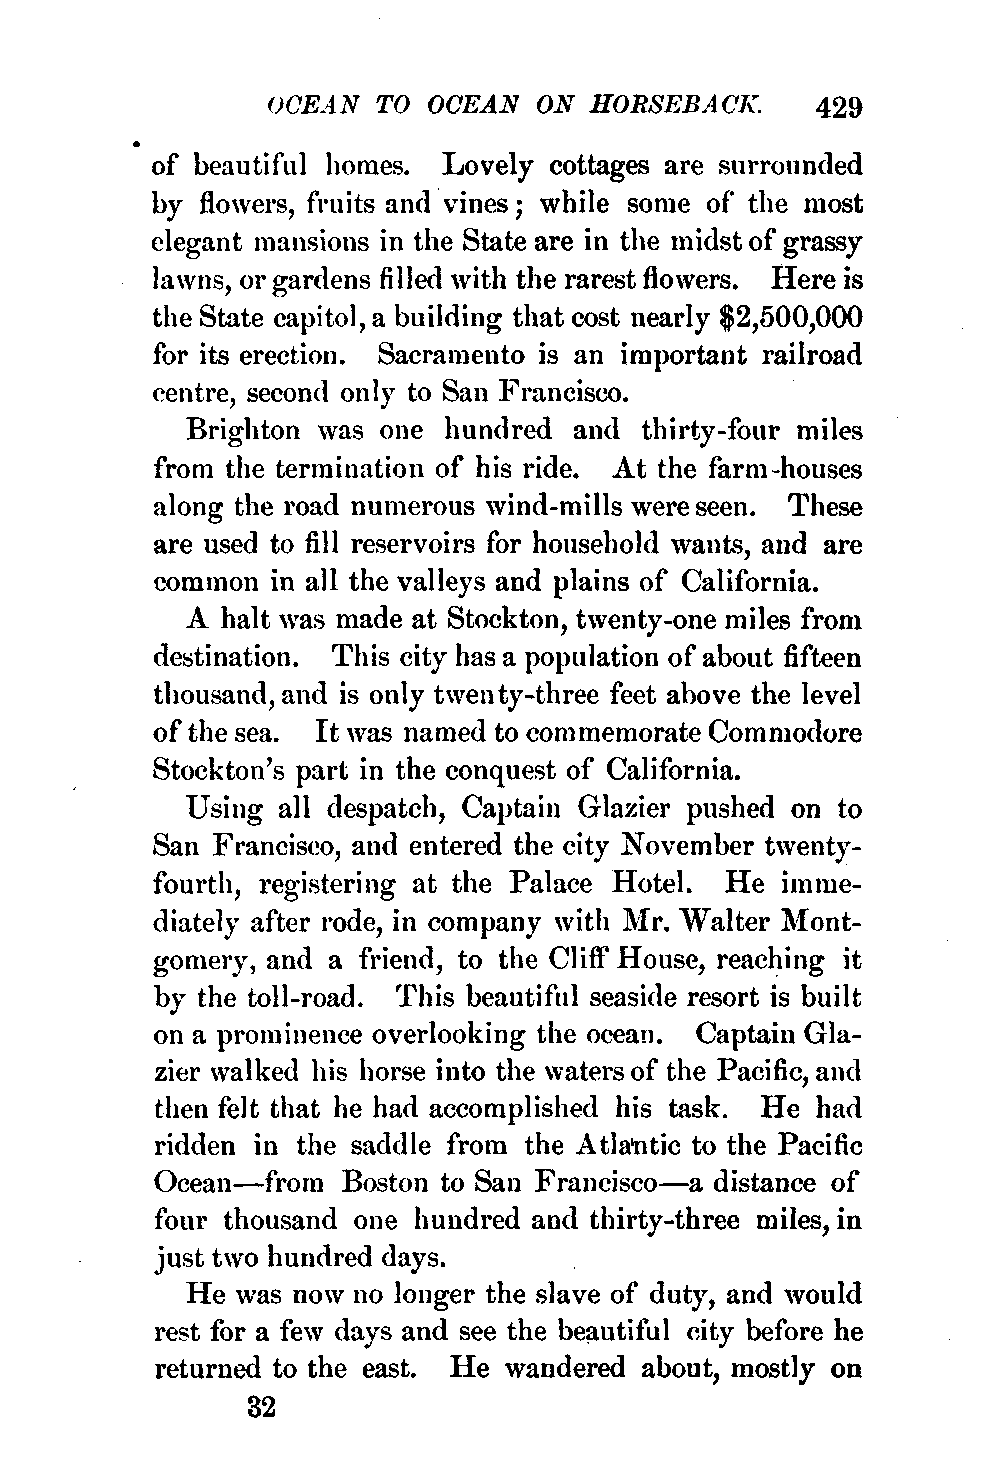 OCEAN TO OCEAN ON HORSEBACK. 429
of beautiful homes. Lovely cottages are surrounded
by flowers, fruits and vines; while some of the most
elegant mansions in the State are in the midst of grassy
lawns, or gardens filled with the rarest flowers. Here is
the State capitol, a building that cost nearly $2,500,000
for its erection. Sacramento is an important railroad
centre, second only to San Francisco.
Brighton was one hundred and thirty-four miles
from the termination of his ride. At the farm-houses
along the road numerous wind-mills were seen. These
are used to fill reservoirs for household wants, and are
common in all the valleys and plains of California.
A halt was made at Stockton, twenty-one miles from
destination. This city has a population of about fifteen
thousand, and is only twenty-three feet above the level
of the sea. It was named to commemorate Commodore
Stockton's part in the conquest of California.
Using all despatch, Captain Glazier pushed on to
San Francisco, and entered the city November twenty-
fourth, registering at the Palace Hotel. He imme-
diately after rode, in company with Mr. Walter Mont-
gomery, and a friend, to the Cliff House, reaching it
by the toll-road. This beautiful seaside resort is built
on a prominence overlooking the ocean. Captain Gla-
zier walked his horse into the waters of the Pacific, and
then felt that he had accomplished his task. He had
ridden in the saddle from the Atlantic to the Pacific
Ocean—from Boston to San Francisco—a distance of
four thousand one hundred and thirty-three miles, in
just two hundred days.
He was now no longer the slave of duty, and would
rest for a few days and see the beautiful city before he
returned to the east. He wandered about, mostly on
32